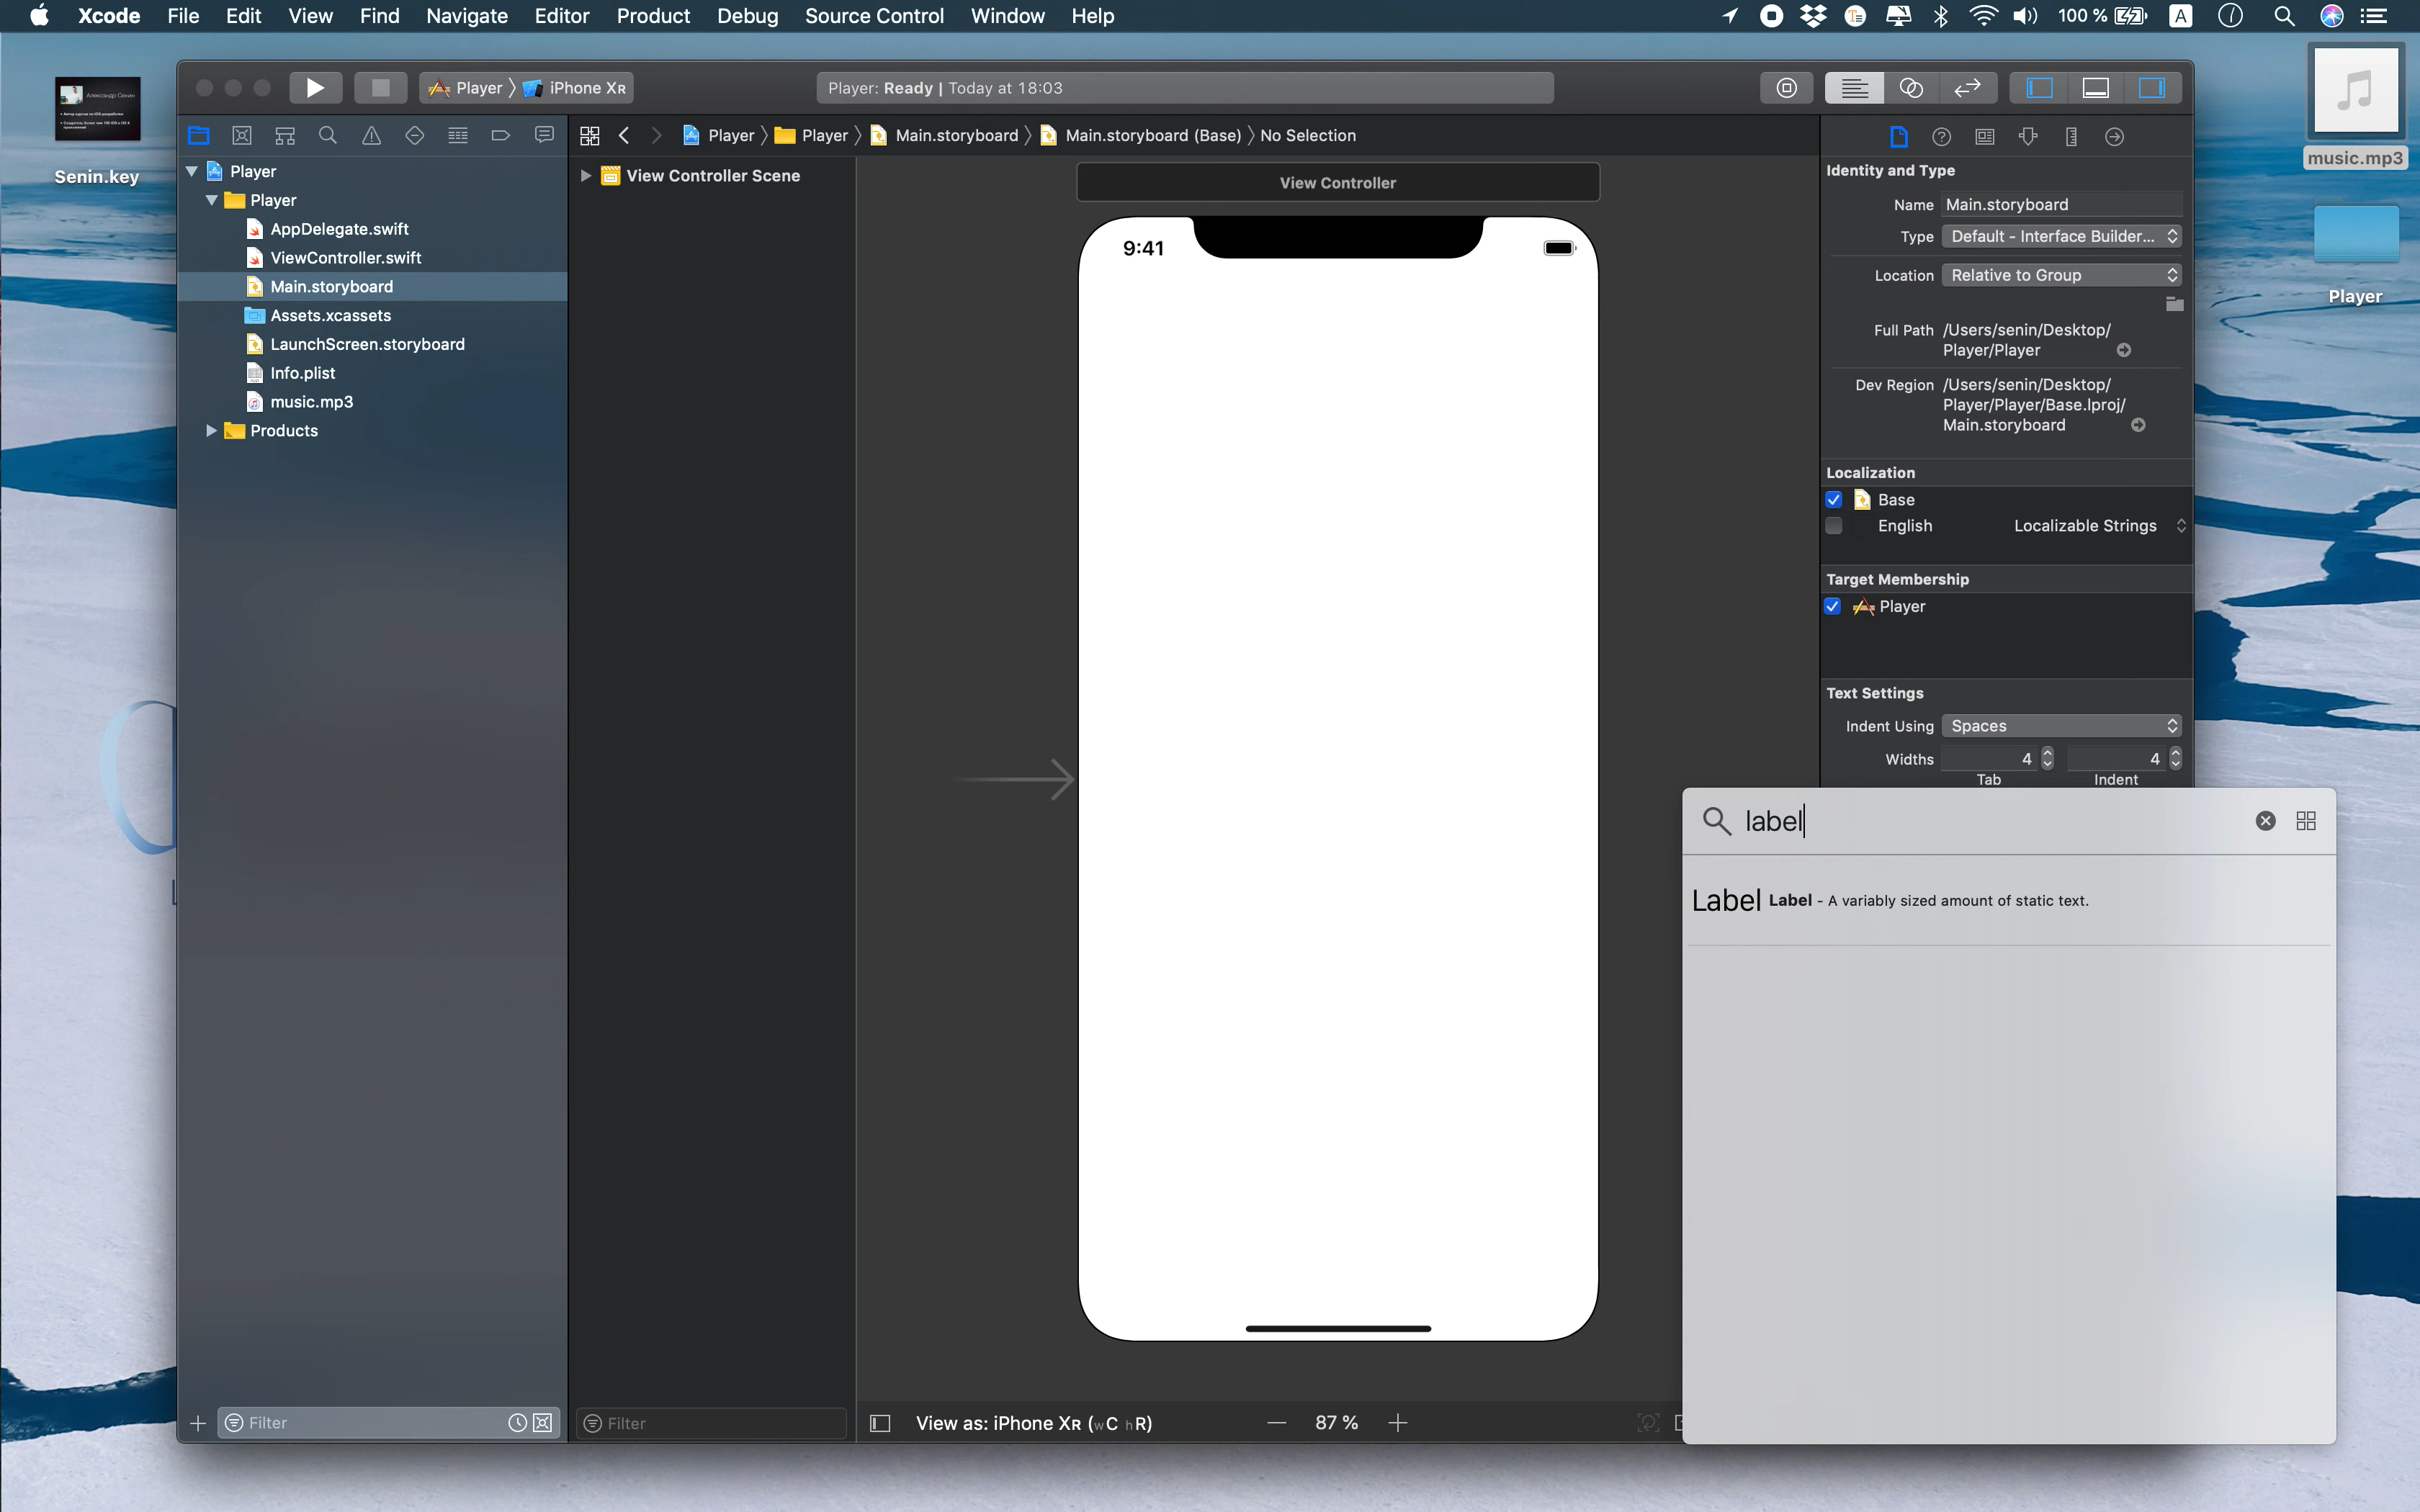 Xcode File Edit View Find Navigate Editor Product Debug Source Control Window Help 100 % A
Player iPhone XR Player: Ready | Today at 18:03
Александр Сенин
Senin.key
music.mp3
Player
Player
Player
AppDelegate.swift
ViewController.swift
Main.storyboard
Assets.xcassets
LaunchScreen.storyboard
Info.plist
music.mp3
Products
Filter
Player Player Main.storyboard Main.storyboard (Base) No Selection
View Controller Scene
Filter
View Controller
9:41
View as: iPhone XR (wC hR) 87 %
Identity and Type
Name Main.storyboard
Type Default - Interface Builder...
Location Relative to Group
Full Path /Users/senin/Desktop/
Player/Player
Dev Region /Users/senin/Desktop/
Player/Player/Base.lproj/
Main.storyboard
Localization
Base
English Localizable Strings
Target Membership
Player
Text Settings
Indent Using Spaces
Widths 4 4
Tab Indent
label
Label Label - A variably sized amount of static text.